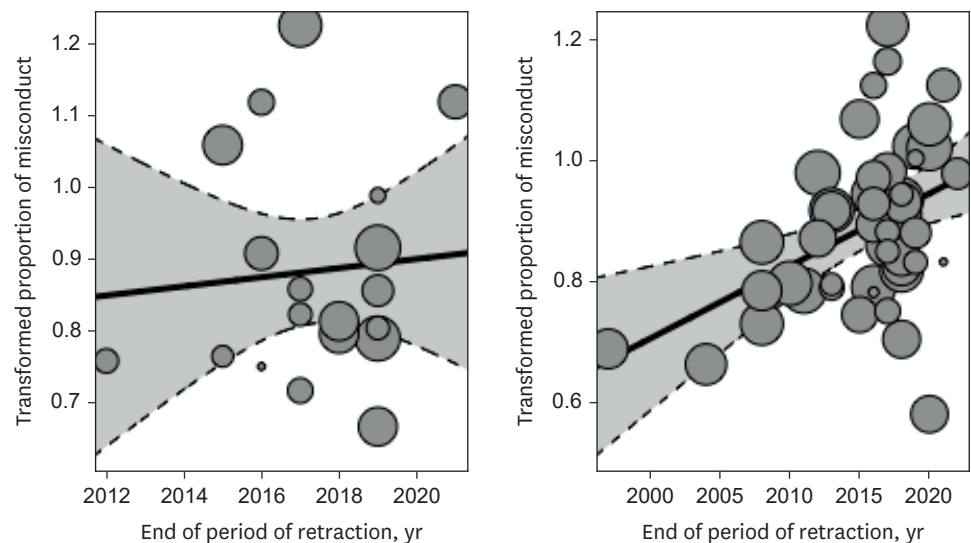 Transformed proportion of misconduct
1.2
1.1
1.0
0.9
0.8
0.7
2012 2014 2016 2018 2020
End of period of retraction, yr
Transformed proportion of misconduct
1.2
1.0
0.8
0.6
2000 2005 2010 2015 2020
End of period of retraction, yr